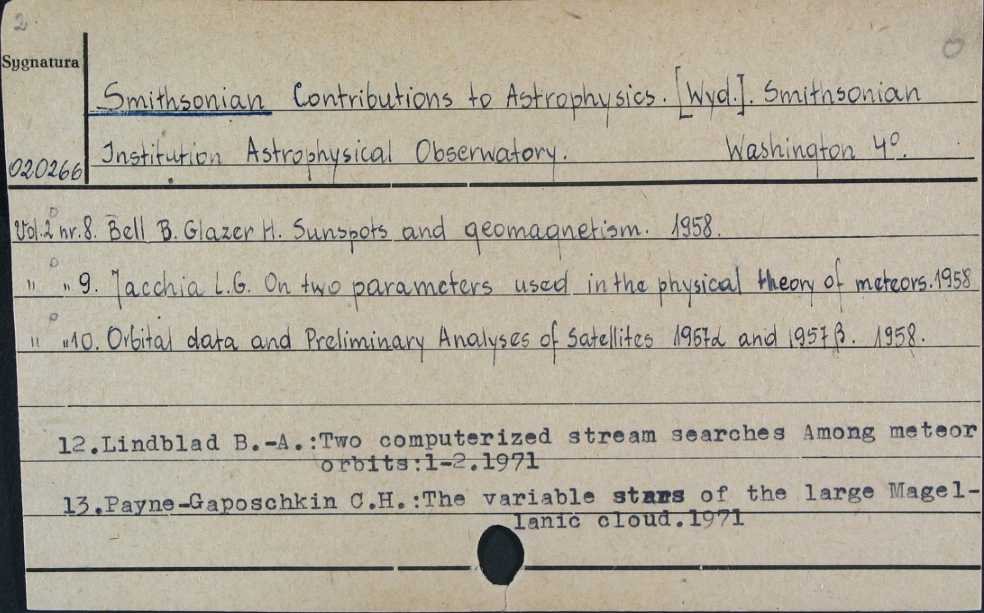 2
Sygnatura
Smithsonian Contributions to Astrophysics. [Wyd.]. Smithsonian
020266 Institution Astrophysical Obserwatory. Washington 4º.
Vol. 2 nr. 8. Bell B. Glazer H. Sunspots and geomagnetism. 1958.
" " 9. Jacchia L.G. On two parameters used in the physical theory of meteors. 1958
" " 10. Orbital data and Preliminary Analyses of Satellites 1957α and 1957β. 1958.
12.Lindblad B.-A.:Two computerized stream searches Among meteor
orbits:1-2.1971
13.Payne-Gaposchkin C.H.:The variable stars of the large Magel-
lanic cloud.1971